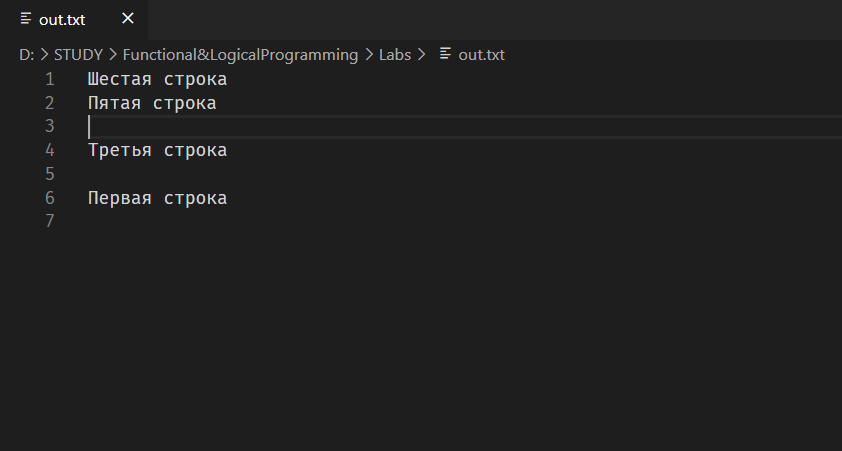 out.txt
D: > STUDY > Functional&LogicalProgramming > Labs > out.txt
1 Шестая строка
2 Пятая строка
3
4 Третья строка
5
6 Первая строка
7